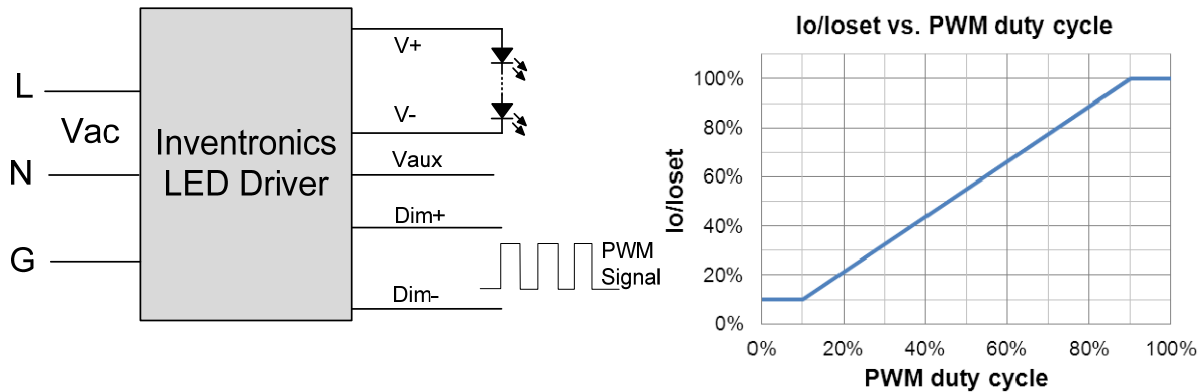 L
Vac
N
G
Inventronics
LED Driver
V+
V-
Vaux
Dim+
Dim-
PWM
Signal
Io/Ioset vs. PWM duty cycle
Io/Ioset
100%
80%
60%
40%
20%
0%
0% 20% 40% 60% 80% 100%
PWM duty cycle